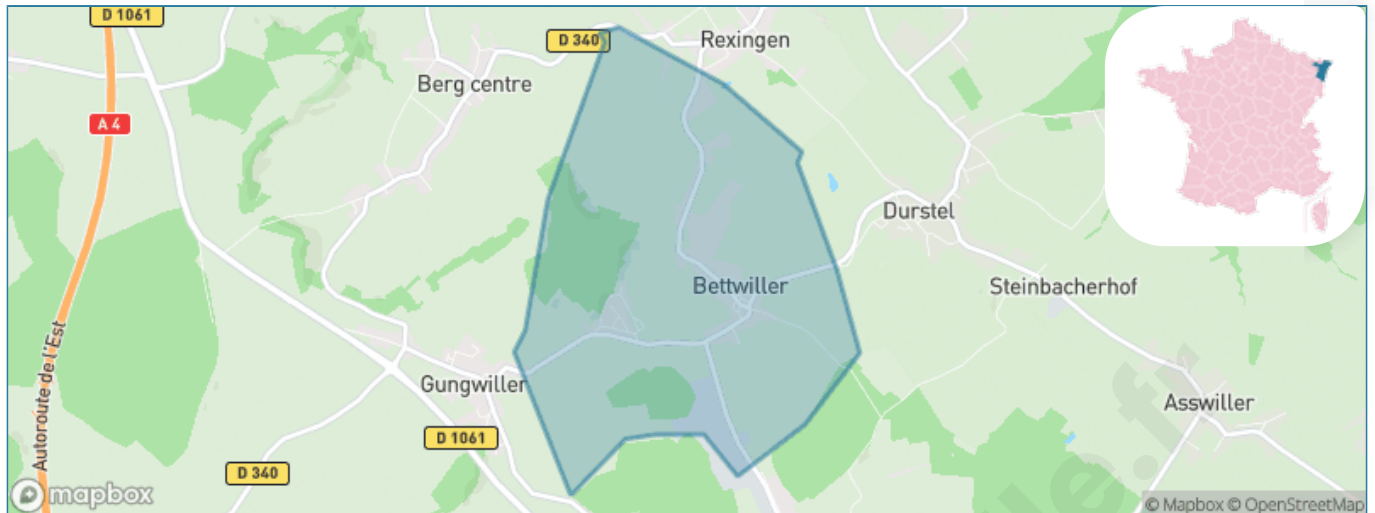 D 1061
D 340
Rexingen
Berg centre
A 4
Durstel
Bettwiller
Steinbacherhof
Autoroute de l'Est
Gungwiller
Asswiller
D 1061
D 340
mapbox
© Mapbox © OpenStreetMap